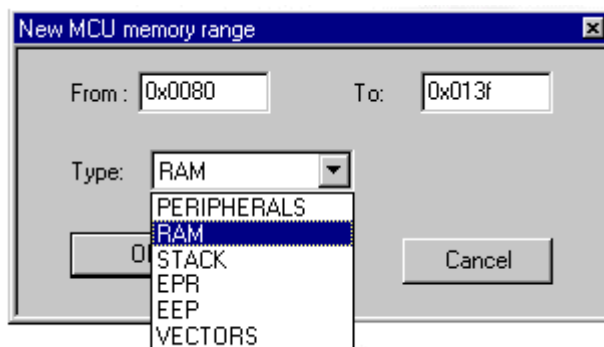 New MCU memory range
From : 0x0080 To: 0x013f
Type: RAM
PERIPHERALS
RAM
STACK
EPR
EEP
VECTORS
Cancel